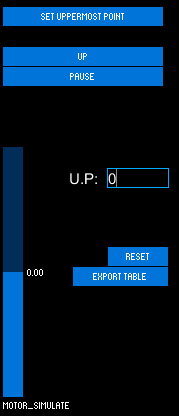 SET UPPERMOST POINT
UP
PAUSE
U.P: 0
RESET
0.00
EXPORT TABLE
MOTOR_SIMULATE